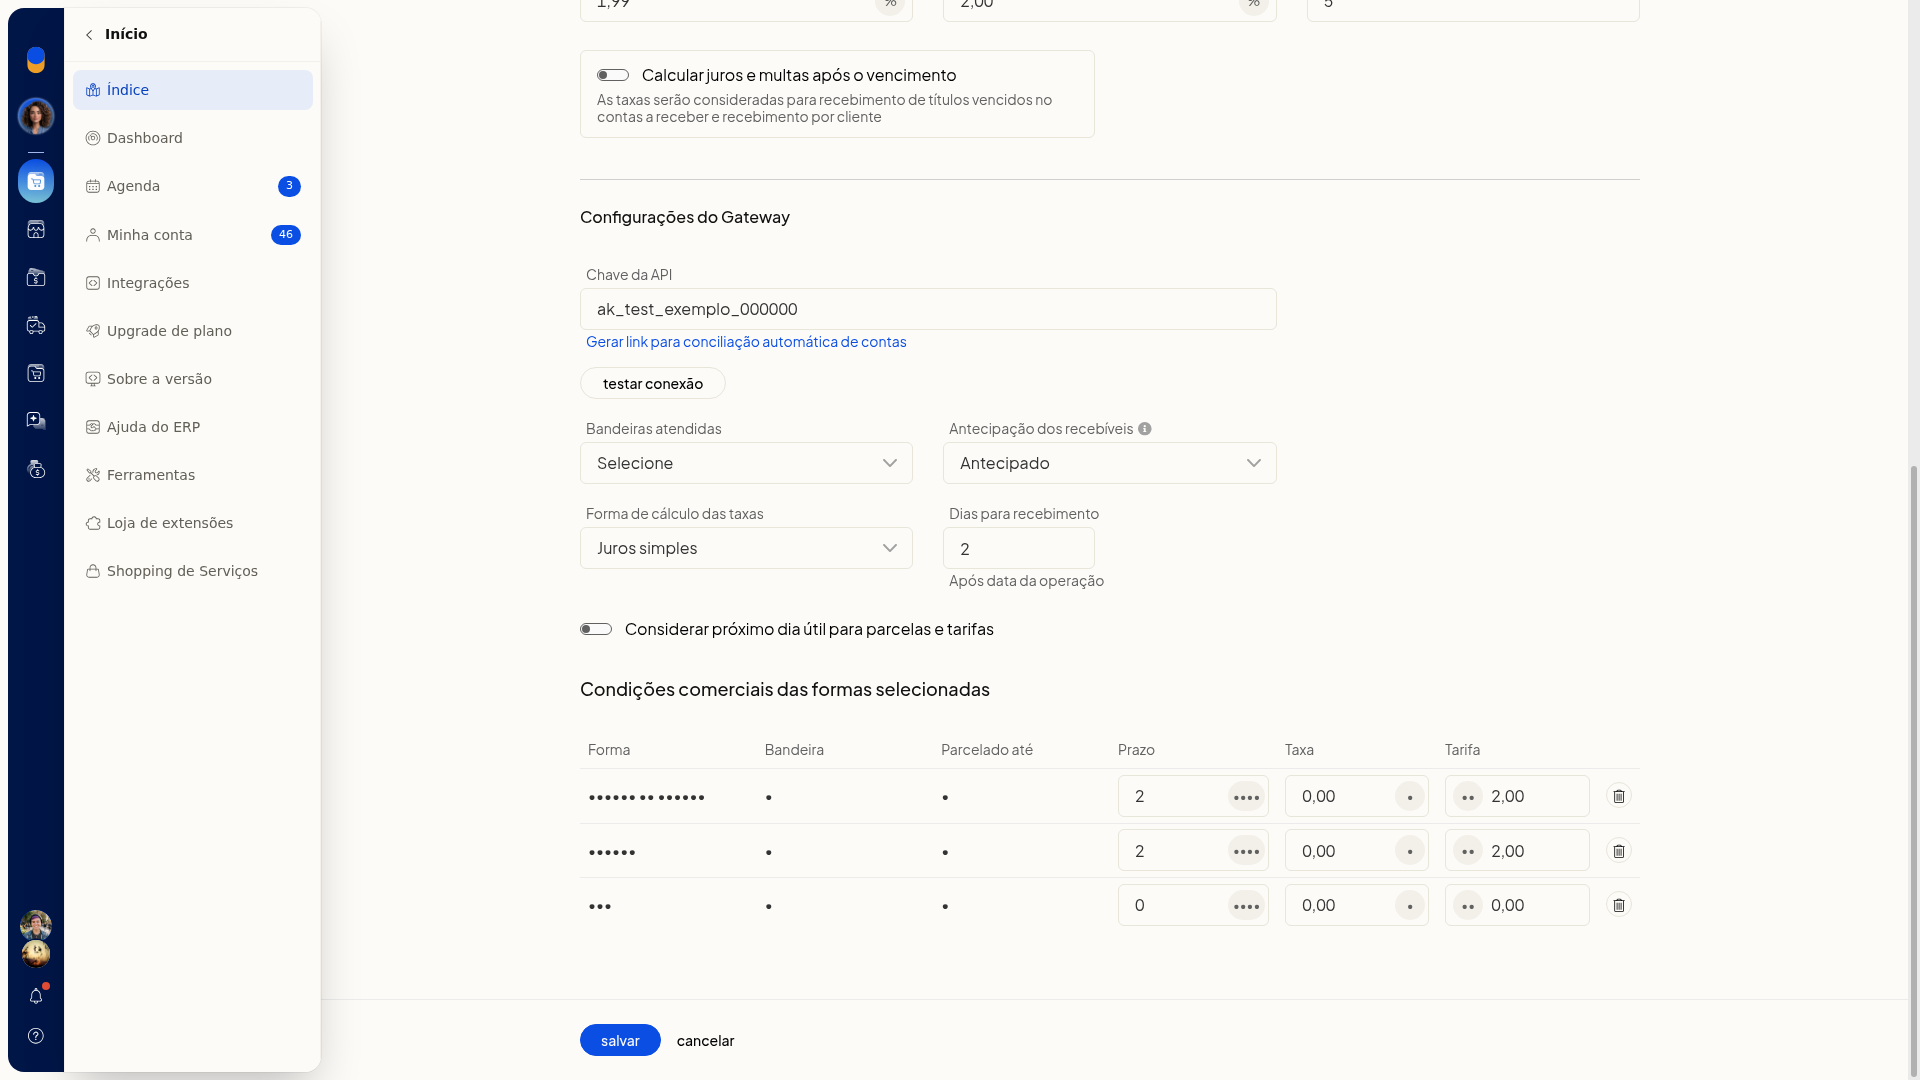 Início
Índice
Dashboard
Agenda 3
Minha conta 46
Integrações
Upgrade de plano
Sobre a versão
Ajuda do ERP
Ferramentas
Loja de extensões
Shopping de Serviços
1,99 % 2,00 % 5
Calcular juros e multas após o vencimento
As taxas serão consideradas para recebimento de títulos vencidos no
contas a receber e recebimento por cliente
Configurações do Gateway
Chave da API
ak_test_exemplo_000000
Gerar link para conciliação automática de contas
testar conexão
Bandeiras atendidas Antecipação dos recebíveis
Selecione Antecipado
Forma de cálculo das taxas Dias para recebimento
Juros simples 2
Após data da operação
Considerar próximo dia útil para parcelas e tarifas
Condições comerciais das formas selecionadas
Forma Bandeira Parcelado até Prazo Taxa Tarifa
•••••• •• •••••• • • 2 •••• 0,00 • •• 2,00
•••••• • • 2 •••• 0,00 • •• 2,00
••• • • 0 •••• 0,00 • •• 0,00
salvar cancelar